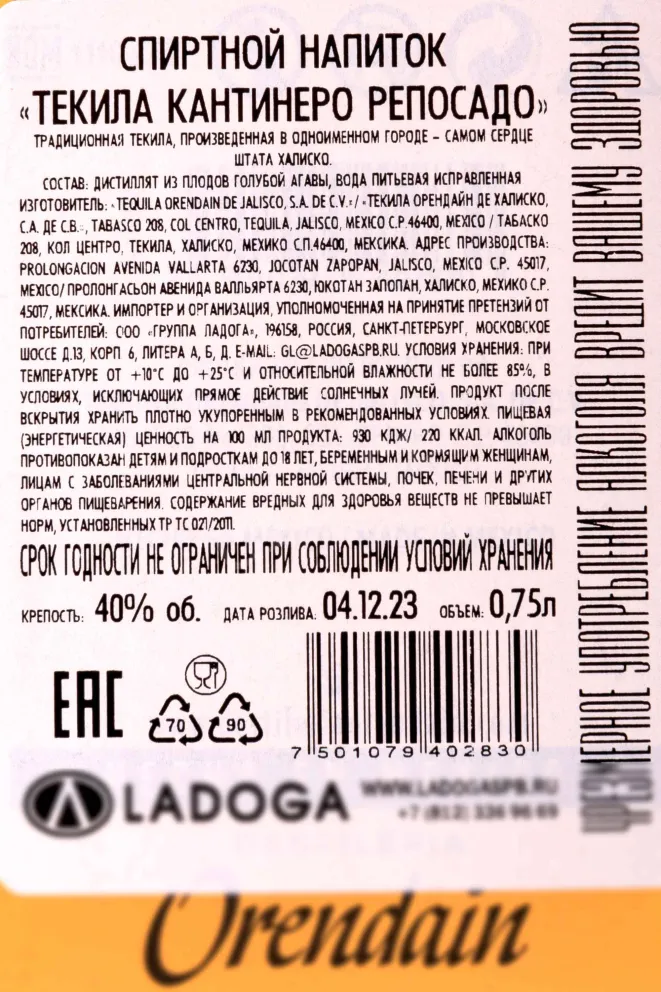 СПИРТНОЙ НАПИТОК
«ТЕКИЛА КАНТИНЕРО РЕПОСАДО»
ТРАДИЦИОННАЯ ТЕКИЛА, ПРОИЗВЕДЕННАЯ В ОДНОИМЕННОМ ГОРОДЕ – САМОМ СЕРДЦЕ
ШТАТА ХАЛИСКО.
СОСТАВ: ДИСТИЛЛЯТ ИЗ ПЛОДОВ ГОЛУБОЙ АГАВЫ, ВОДА ПИТЬЕВАЯ ИСПРАВЛЕННАЯ
ИЗГОТОВИТЕЛЬ: «TEQUILA ORENDAIN DE JALISCO, S.A. DE C.V.» / «ТЕКИЛА ОРЕНДАЙН ДЕ ХАЛИСКО,
С.А. ДЕ С.В.», TABASCO 208, COL CENTRO, TEQUILA, JALISCO, MEXICO C.P. 46400, MEXICO / ТАБАСКО
208, КОЛ ЦЕНТРО, ТЕКИЛА, ХАЛИСКО, МЕХИКО С.П.46400, МЕКСИКА. АДРЕС ПРОИЗВОДСТВА:
PROLONGACION AVENIDA VALLARTA 6230, JOCOTAN ZAPOPAN, JALISCO, MEXICO C.P. 45017,
MEXICO/ ПРОЛОНГАСЬОН АВЕНИДА ВАЛЛЬЯРТА 6230, ЮКОТАН ЗАПОПАН, ХАЛИСКО, МЕХИКО С.Р.
45017, МЕКСИКА. ИМПОРТЕР И ОРГАНИЗАЦИЯ, УПОЛНОМОЧЕННАЯ НА ПРИНЯТИЕ ПРЕТЕНЗИЙ ОТ
ПОТРЕБИТЕЛЕЙ: ООО «ГРУППА ЛАДОГА», 196158, РОССИЯ, САНКТ-ПЕТЕРБУРГ, МОСКОВСКОЕ
ШОССЕ Д.13, КОРП 6, ЛИТЕРА А, Б, Д. E-MAIL: GL@LADOGASPB.RU. УСЛОВИЯ ХРАНЕНИЯ: ПРИ
ТЕМПЕРАТУРЕ ОТ +10°С ДО +25°С И ОТНОСИТЕЛЬНОЙ ВЛАЖНОСТИ НЕ БОЛЕЕ 85%, В
УСЛОВИЯХ, ИСКЛЮЧАЮЩИХ ПРЯМОЕ ДЕЙСТВИЕ СОЛНЕЧНЫХ ЛУЧЕЙ. ПРОДУКТ ПОСЛЕ
ВСКРЫТИЯ ХРАНИТЬ ПЛОТНО УКУПОРЕННЫМ В РЕКОМЕНДОВАННЫХ УСЛОВИЯХ. ПИЩЕВАЯ
(ЭНЕРГЕТИЧЕСКАЯ) ЦЕННОСТЬ НА 100 МЛ ПРОДУКТА: 930 КДЖ/ 220 ККАЛ. АЛКОГОЛЬ
ПРОТИВОПОКАЗАН ДЕТЯМ И ПОДРОСТКАМ ДО 18 ЛЕТ, БЕРЕМЕННЫМ И КОРМЯЩИМ ЖЕНЩИНАМ,
ЛИЦАМ С ЗАБОЛЕВАНИЯМИ ЦЕНТРАЛЬНОЙ НЕРВНОЙ СИСТЕМЫ, ПОЧЕК, ПЕЧЕНИ И ДРУГИХ
ОРГАНОВ ПИЩЕВАРЕНИЯ. СОДЕРЖАНИЕ ВРЕДНЫХ ДЛЯ ЗДОРОВЬЯ ВЕЩЕСТВ НЕ ПРЕВЫШАЕТ
НОРМ, УСТАНОВЛЕННЫХ ТР ТС 021/2011.
СРОК ГОДНОСТИ НЕ ОГРАНИЧЕН ПРИ СОБЛЮДЕНИИ УСЛОВИЙ ХРАНЕНИЯ
КРЕПОСТЬ: 40% об. ДАТА РОЗЛИВА: 04.12.23 ОБЪЕМ: 0,75л
EAC
70 90
7 501079 402830
LADOGA
WWW.LADOGASPB.RU
+7 (812) 336 96 69
Orendain
ЧРЕЗМЕРНОЕ УПОТРЕБЛЕНИЕ АЛКОГОЛЯ ВРЕДИТ ВАШЕМУ ЗДОРОВЬЮ